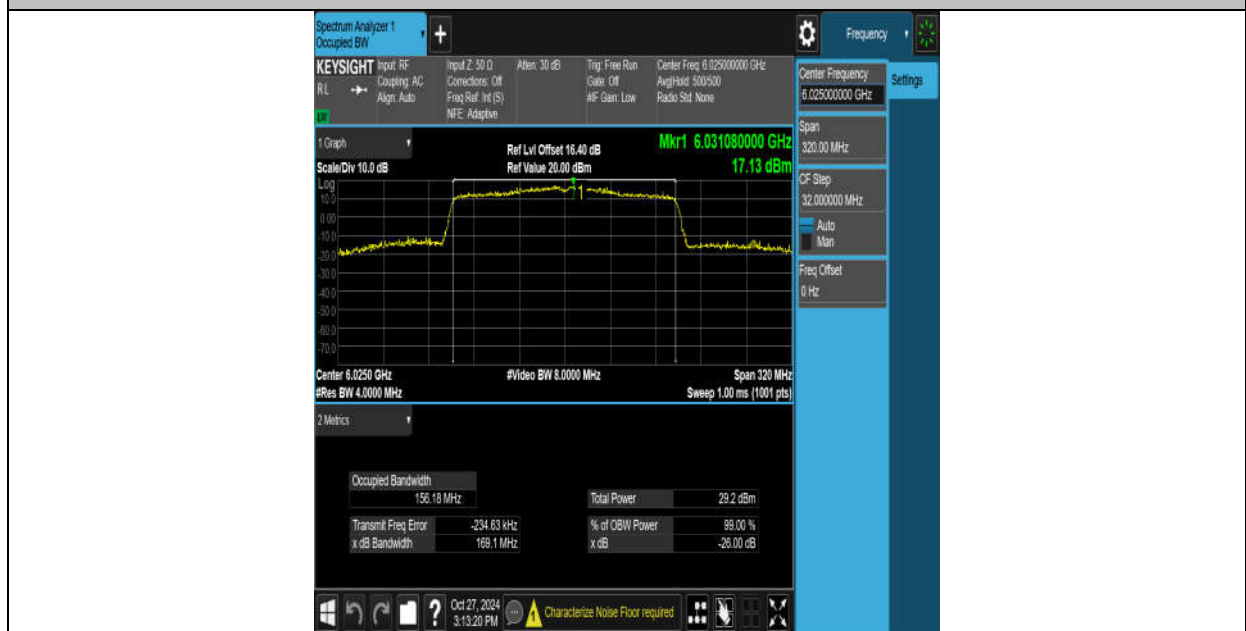 Spectrum Analyzer 1
Occupied BW
Frequency
KEYSIGHT
RL
Input: RF
Coupling: AC
Align: Auto
Input Z: 50 Ω
Corrections: Off
Freq Ref: Int (S)
NFE: Adaptive
Atten: 30 dB
Trig: Free Run
Gate: Off
#IF Gain: Low
Center Freq: 6.025000000 GHz
Avg|Hold: 500/500
Radio Std: None
Center Frequency
6.025000000 GHz
Settings
Span
320.00 MHz
CF Step
32.000000 MHz
Auto
Man
Freq Offset
0 Hz
1 Graph
Scale/Div 10.0 dB
Ref Lvl Offset 16.40 dB
Ref Value 20.00 dBm
Mkr1 6.031080000 GHz
17.13 dBm
Log
10.0
0.00
-10.0
-20.0
-30.0
-40.0
-50.0
-60.0
-70.0
1
Center 6.0250 GHz
#Res BW 4.0000 MHz
#Video BW 8.0000 MHz
Span 320 MHz
Sweep 1.00 ms (1001 pts)
2 Metrics
Occupied Bandwidth
156.18 MHz
Total Power 29.2 dBm
Transmit Freq Error -234.63 kHz
% of OBW Power 99.00 %
x dB Bandwidth 169.1 MHz
x dB -26.00 dB
Oct 27, 2024
3:13:20 PM
Characterize Noise Floor required